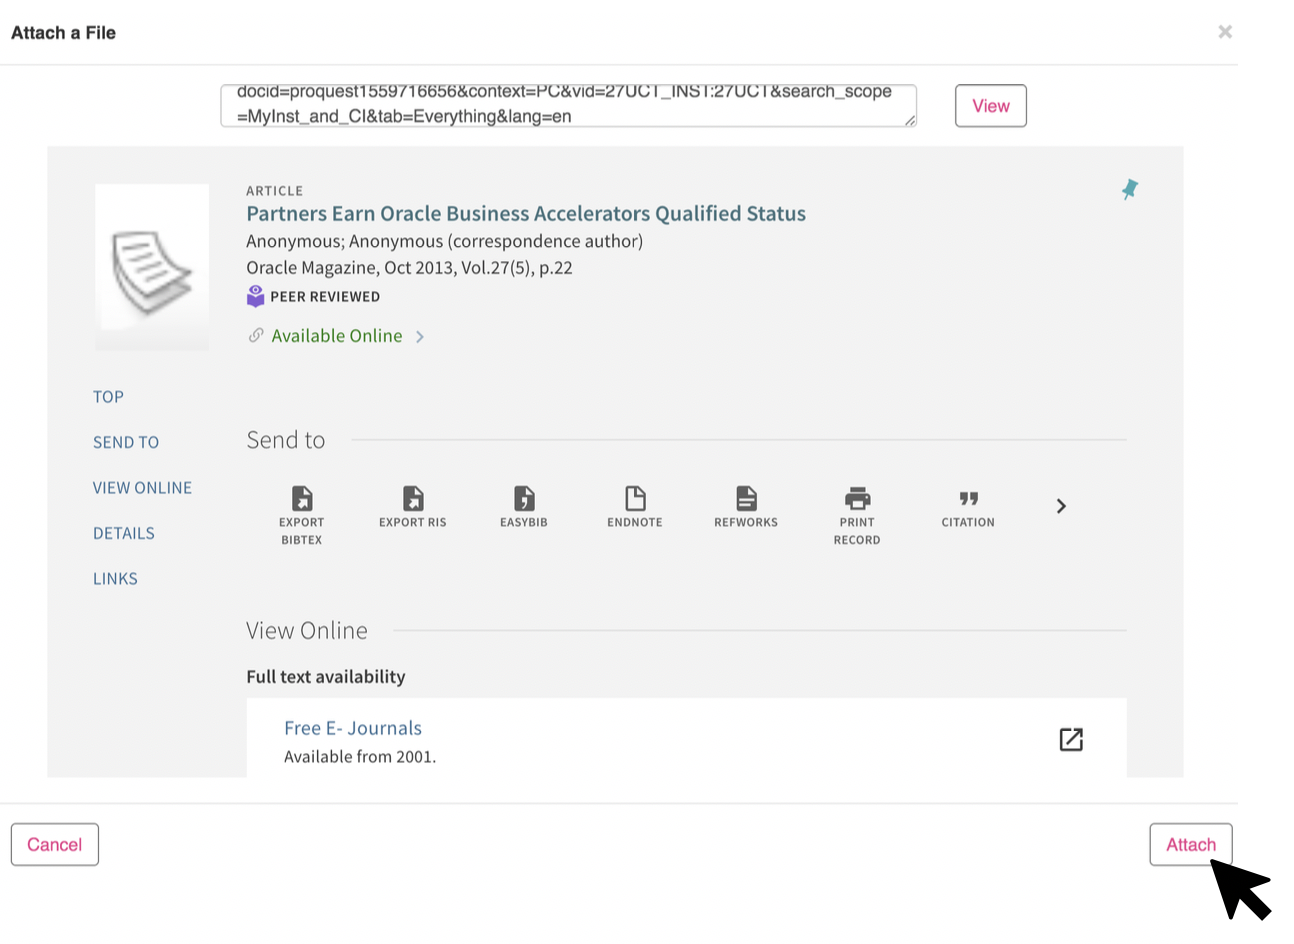 Attach a File
×
docid=proquest1559716656&context=PC&vid=27UCT_INST:27UCT&search_scope
=MyInst_and_CI&tab=Everything&lang=en
View
ARTICLE
Partners Earn Oracle Business Accelerators Qualified Status
Anonymous; Anonymous (correspondence author)
Oracle Magazine, Oct 2013, Vol.27(5), p.22
PEER REVIEWED
Available Online
TOP
SEND TO
VIEW ONLINE
DETAILS
LINKS
Send to
EXPORT
BIBTEX
EXPORT RIS
EASYBIB
ENDNOTE
REFWORKS
PRINT
RECORD
CITATION
View Online
Full text availability
Free E- Journals
Available from 2001.
Cancel
Attach